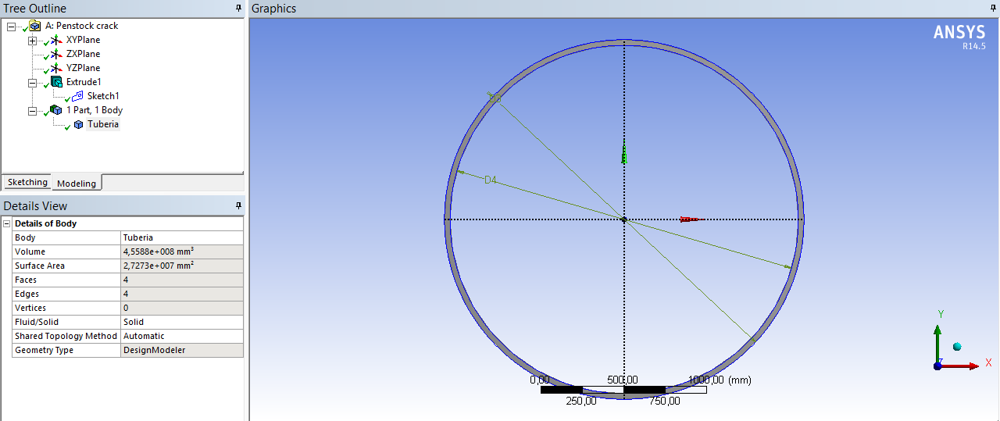 Tree Outline
A: Penstock crack
XYPlane
ZXPlane
YZPlane
Extrude1
Sketch1
1 Part, 1 Body
Tuberia
Sketching Modeling
Details View
Details of Body
Body Tuberia
Volume 4,5588e+008 mm³
Surface Area 2,7273e+007 mm²
Faces 4
Edges 4
Vertices 0
Fluid/Solid Solid
Shared Topology Method Automatic
Geometry Type DesignModeler
Graphics
ANSYS
R14.5
D4
0,00 500,00 1000,00 (mm)
250,00 750,00
Y
X
Z